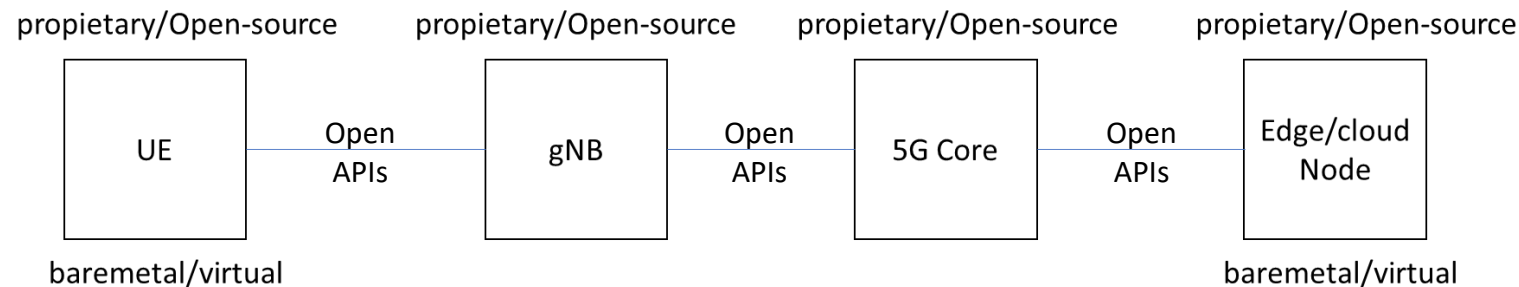 propietary/Open-source
propietary/Open-source
propietary/Open-source
propietary/Open-source
UE
Open
APIs
gNB
Open
APIs
5G Core
Open
APIs
Edge/cloud
Node
baremetal/virtual
baremetal/virtual